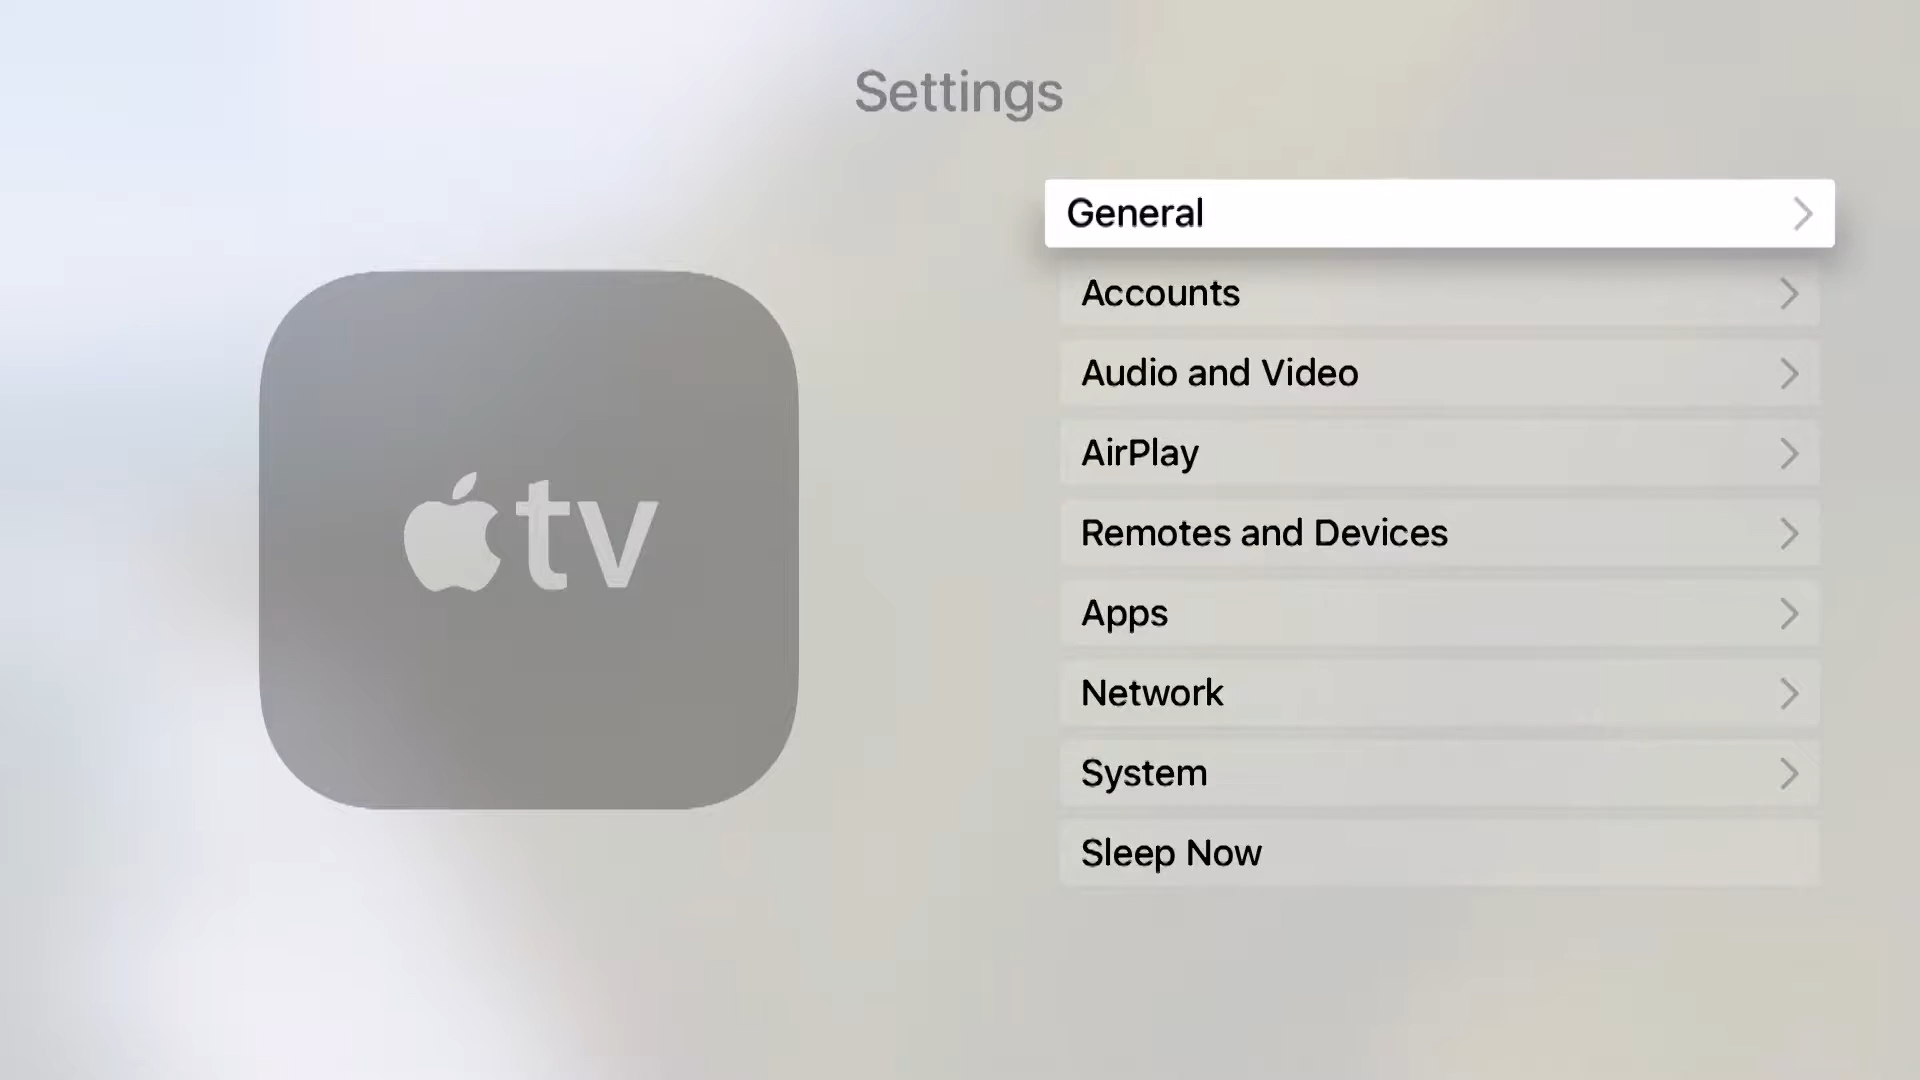 Settings
General
Accounts
Audio and Video
AirPlay
Remotes and Devices
Apps
Network
System
Sleep Now
tv